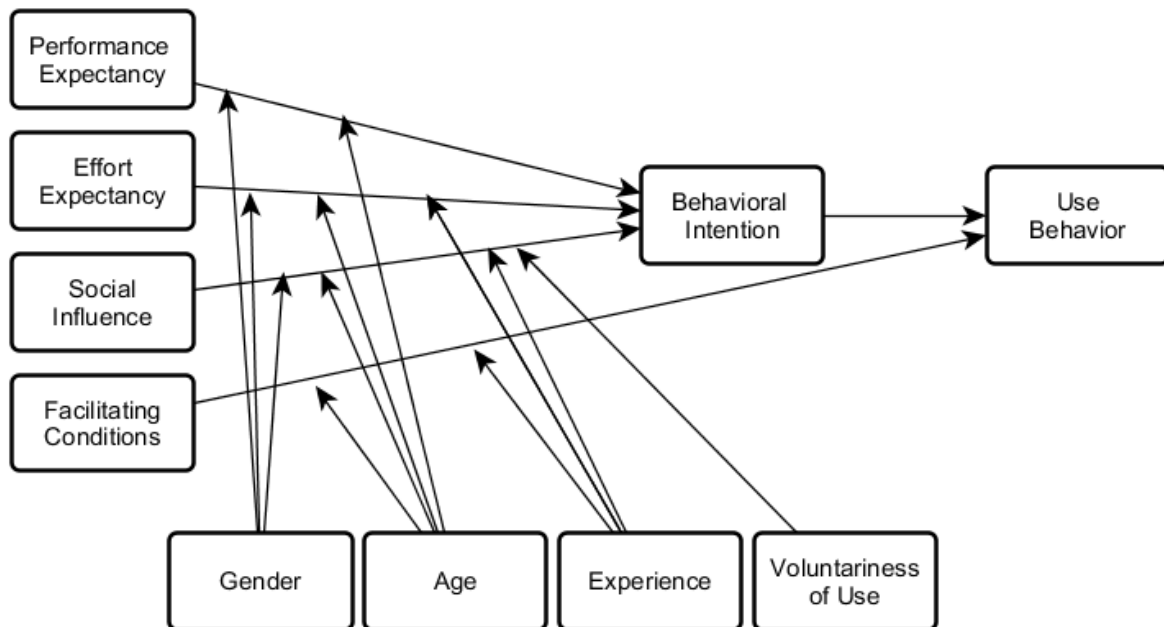 Performance
Expectancy
Effort
Expectancy
Social
Influence
Facilitating
Conditions
Behavioral
Intention
Use
Behavior
Gender
Age
Experience
Voluntariness
of Use